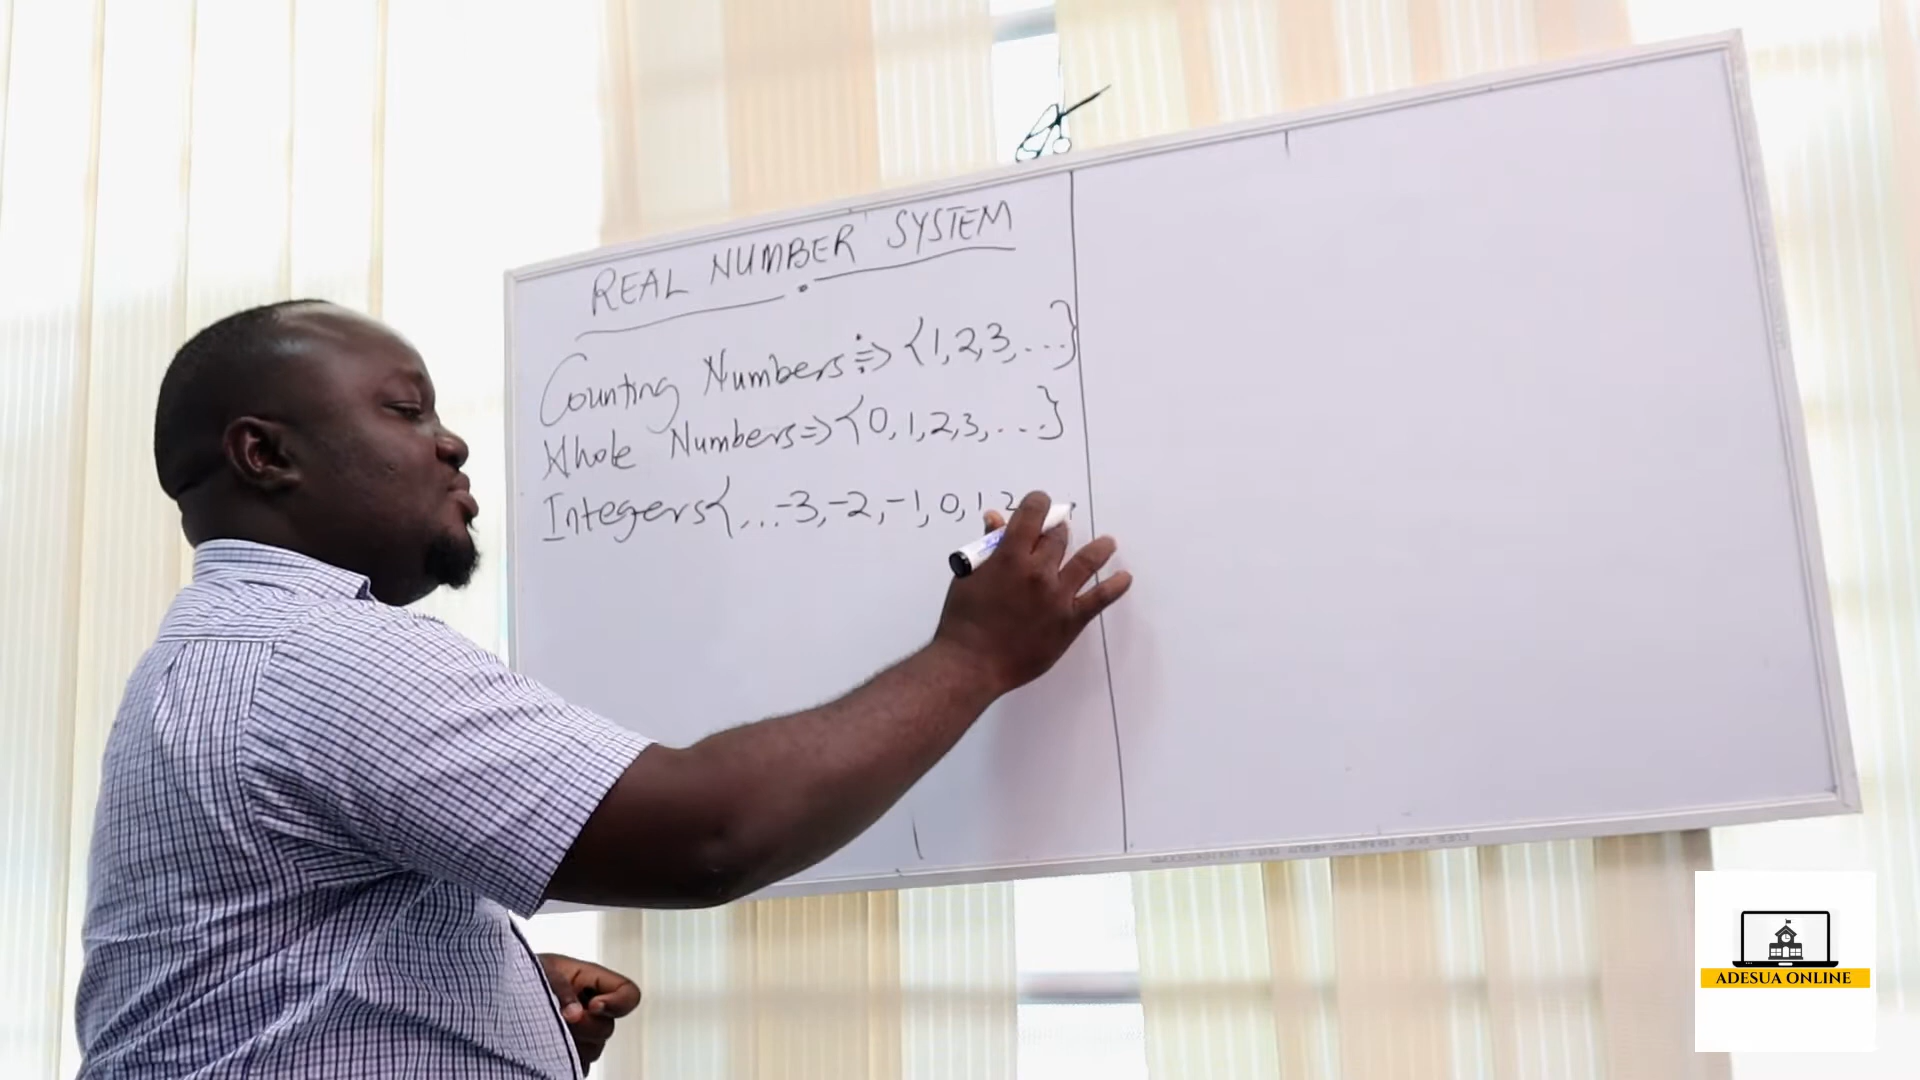 REAL NUMBER SYSTEM
Counting Numbers => {1, 2, 3, ...}
Whole Numbers => {0, 1, 2, 3, ...}
Integers {, ... -3, -2, -1, 0, 1, 2
ADESUA ONLINE